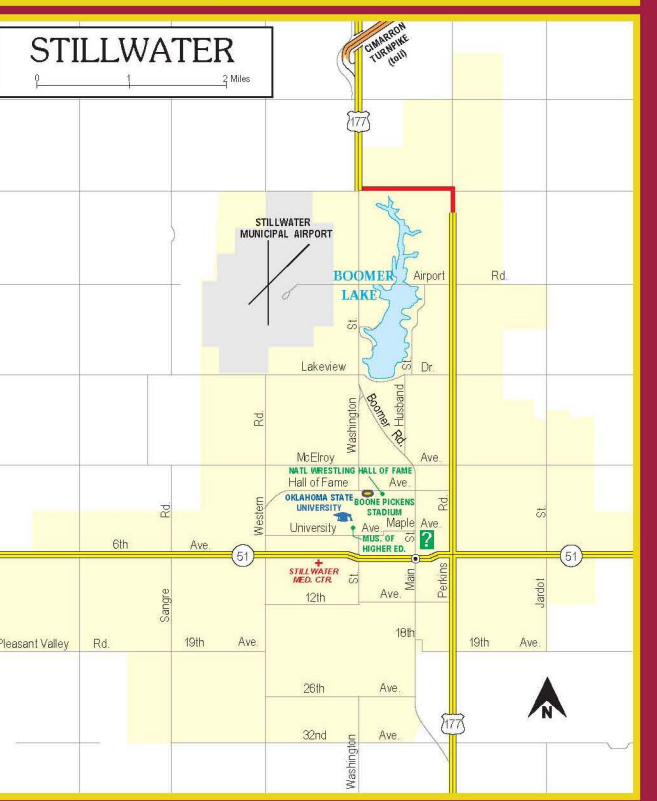 STILLWATER
0 1 2 Miles
CIMARRON
TURNPIKE
(toll)
177
STILLWATER
MUNICIPAL AIRPORT
BOOMER
LAKE
Airport Rd.
St.
Lakeview St. Dr.
Rd.
Washington
Boomer Rd.
Husband
McElroy Ave.
NATL WRESTLING HALL OF FAME
Hall of Fame Ave.
OKLAHOMA STATE
UNIVERSITY
BOONE PICKENS
STADIUM
Rd.
Western
Rd.
St.
University Ave. Maple Ave.
MUS. OF
HIGHER ED.
St.
?
6th Ave.
51
51
STILLWATER
MED. CTR.
St.
Main
Perkins
12th Ave.
Sangre
Jardot
18th
Pleasant Valley Rd. 19th Ave.
19th Ave.
26th Ave.
N
177
32nd Ave.
Washington